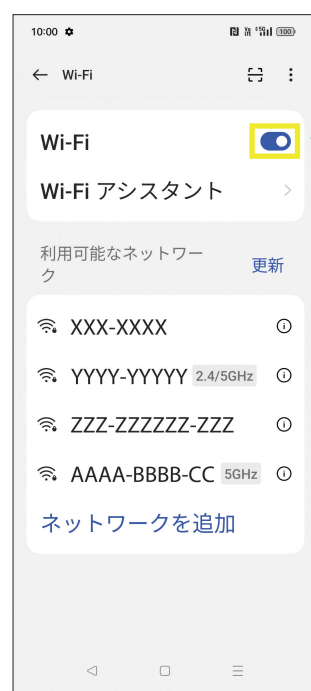 10:00
100
Wi-Fi
Wi-Fi
Wi-Fi アシスタント
利用可能なネットワー
ク
更新
XXX-XXXX
YYYY-YYYYY 2.4/5GHz
ZZZ-ZZZZZZ-ZZZ
AAAA-BBBB-CC 5GHz
ネットワークを追加